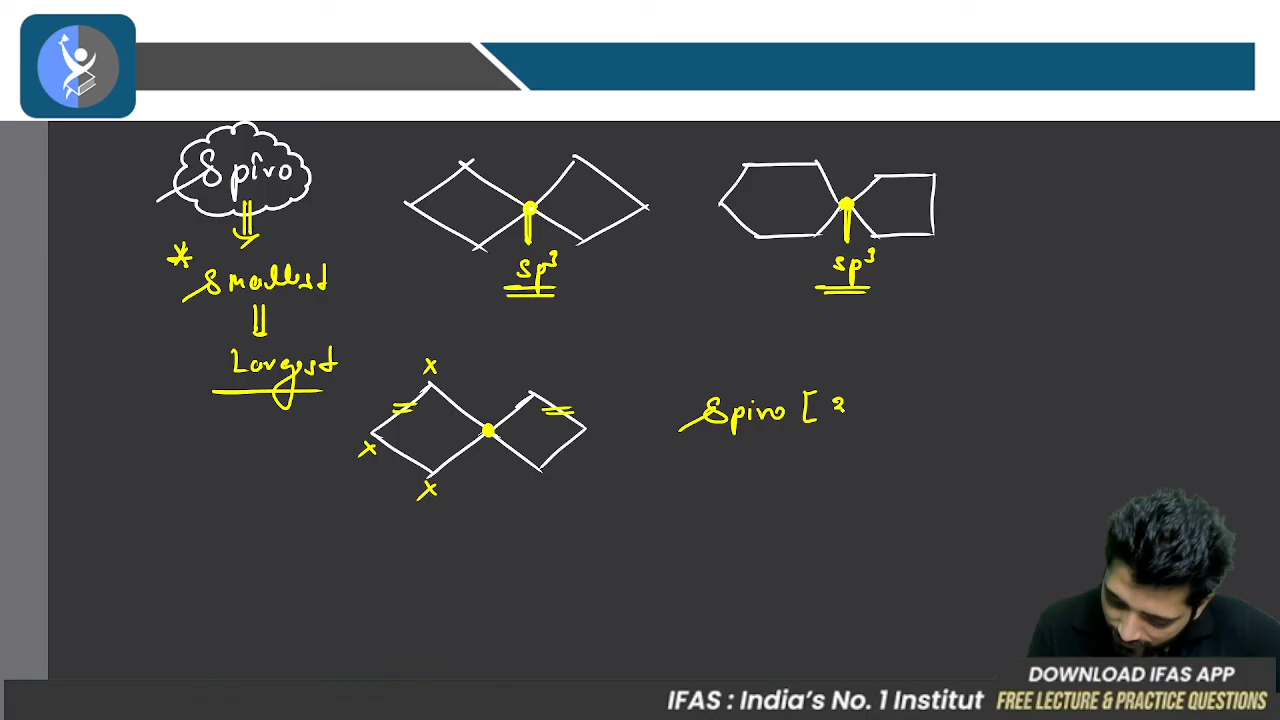 Spiro
* Smallest
Largest
sp³
sp³
x
x
x
Spiro [ 3
DOWNLOAD IFAS APP
IFAS : India's No. 1 Institut FREE LECTURE & PRACTICE QUESTIONS